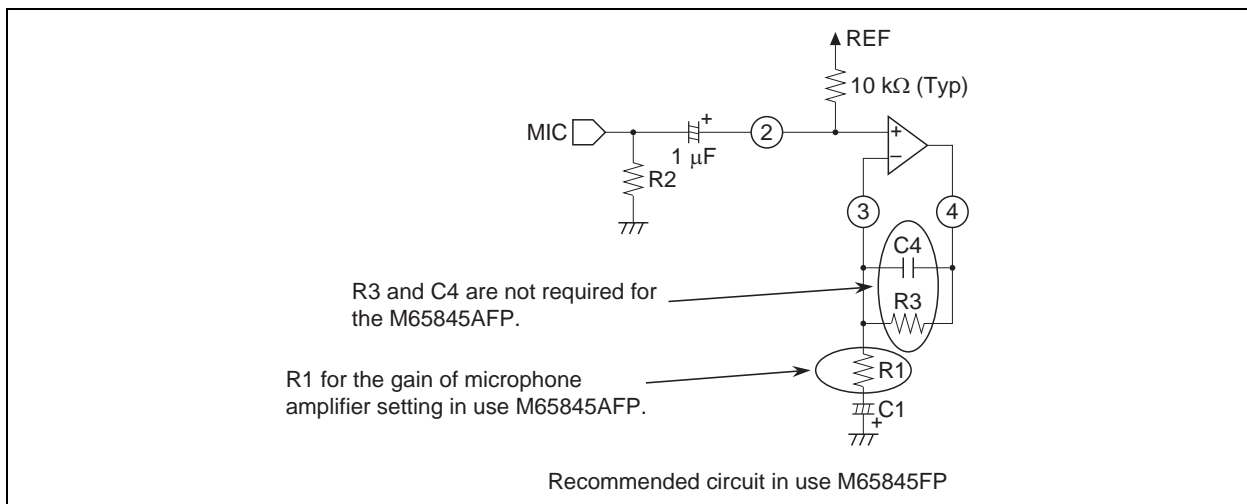 REF
10 kΩ (Typ)
MIC
+
2
+
1 μF
−
R2
3
4
C4
R3 and C4 are not required for
the M65845AFP.
R3
R1 for the gain of microphone
amplifier setting in use M65845AFP.
R1
C1
+
Recommended circuit in use M65845FP